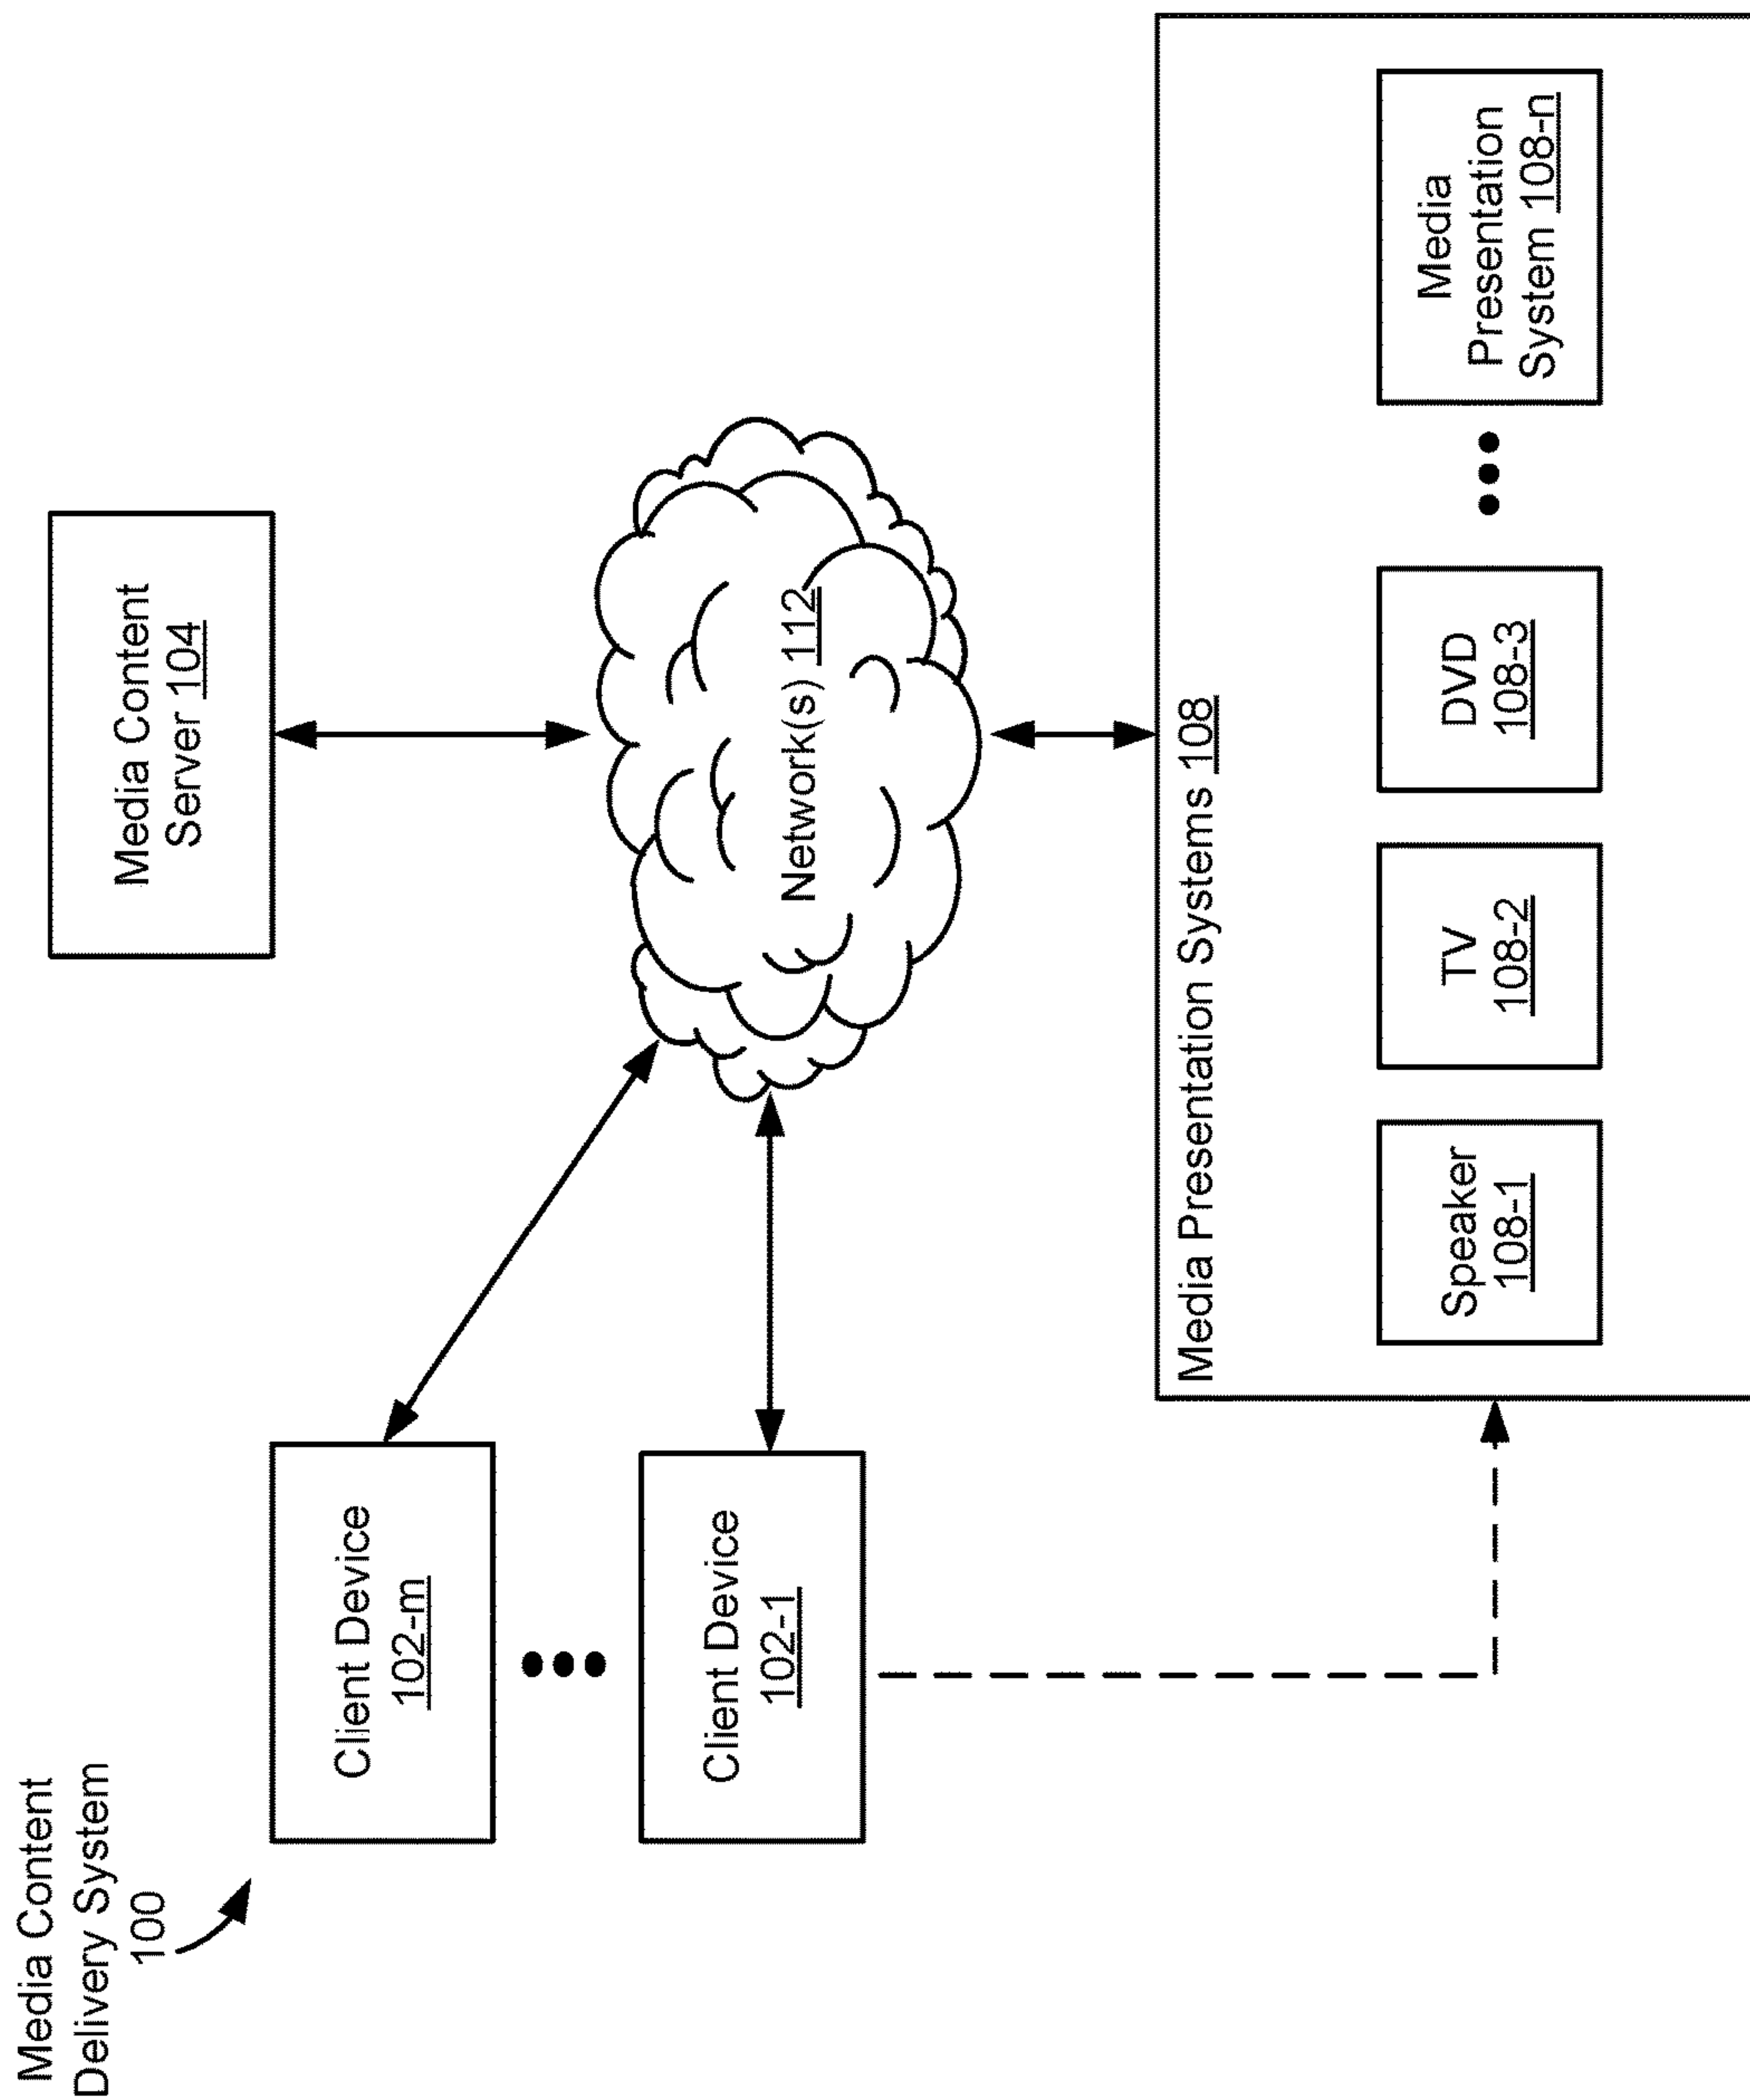 Media Content
Delivery System
100
Client Device
102-m
Client Device
102-1
Media Content
Server 104
Network(s) 112
Media Presentation Systems 108
Speaker
108-1
TV
108-2
DVD
108-3
Media
Presentation
System 108-n